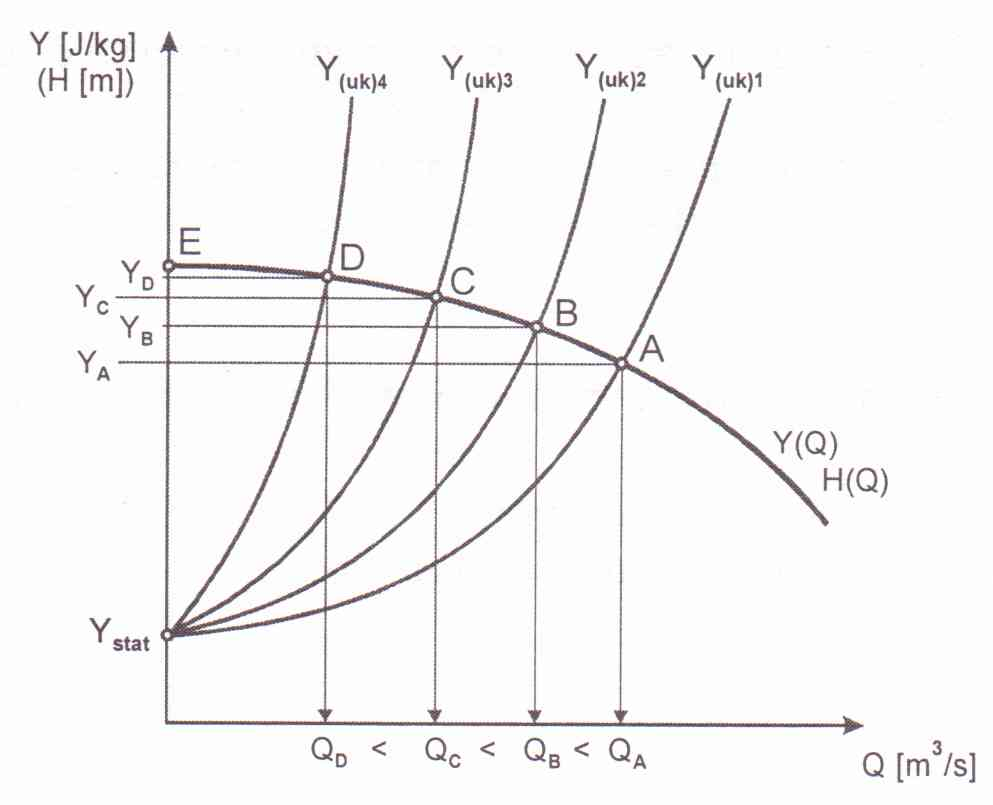 Y [J/kg]
(H [m])
Y(uk)4
Y(uk)3
Y(uk)2
Y(uk)1
E
D
C
B
A
YD
YC
YB
YA
Y(Q)
H(Q)
Ystat
QD < QC < QB < QA
Q [m³/s]